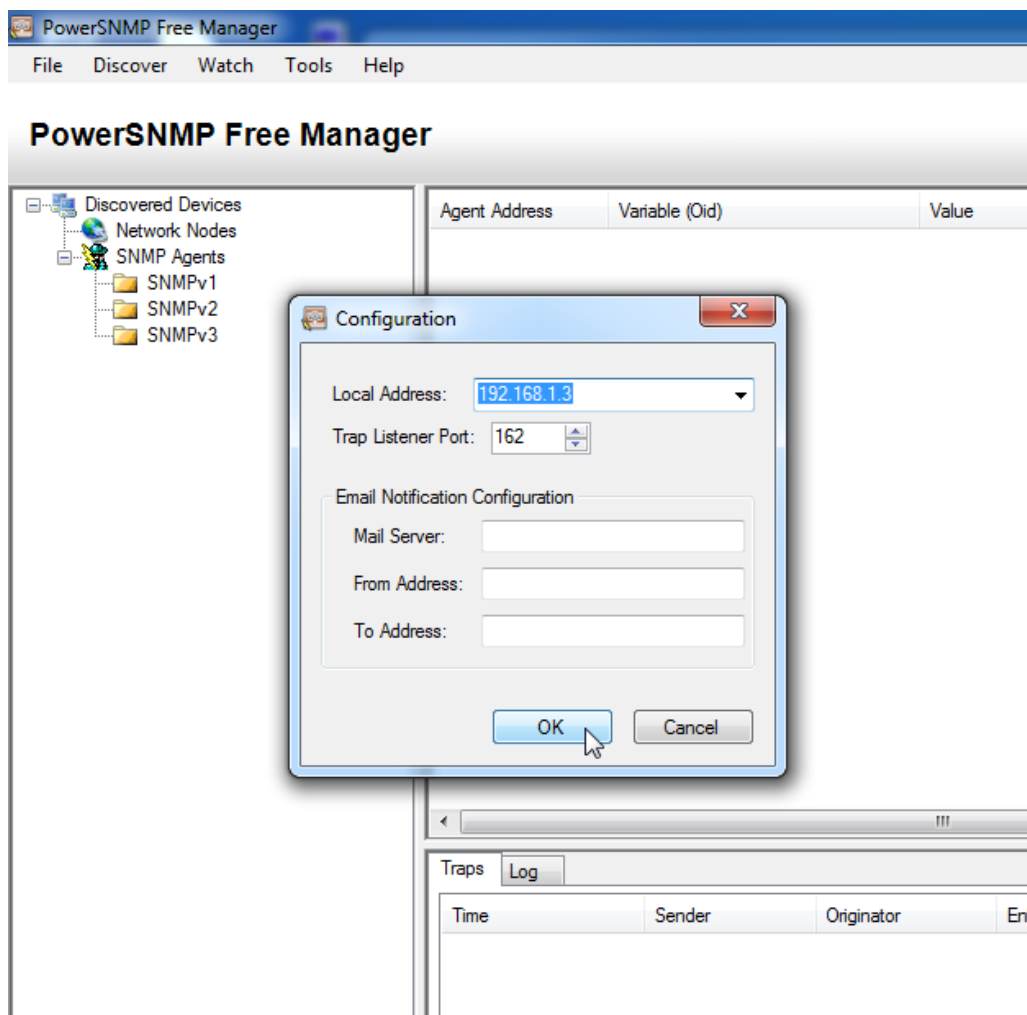 PowerSNMP Free Manager
File Discover Watch Tools Help
PowerSNMP Free Manager
Discovered Devices
Network Nodes
SNMP Agents
SNMPv1
SNMPv2
SNMPv3
Agent Address Variable (Oid) Value
Configuration
Local Address: 192.168.1.3
Trap Listener Port: 162
Email Notification Configuration
Mail Server:
From Address:
To Address:
OK Cancel
Traps Log
Time Sender Originator